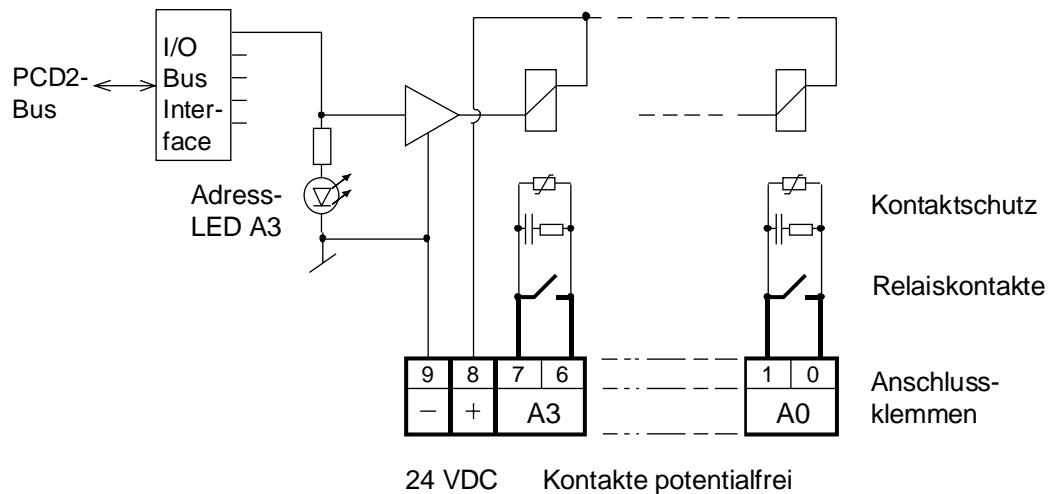 I/O
Bus
Inter-
face
PCD2-
Bus
Adress-
LED A3
Kontaktschutz
Relaiskontakte
9 8 7 6 1 0
− + A3 A0
Anschluss-
klemmen
24 VDC Kontakte potentialfrei